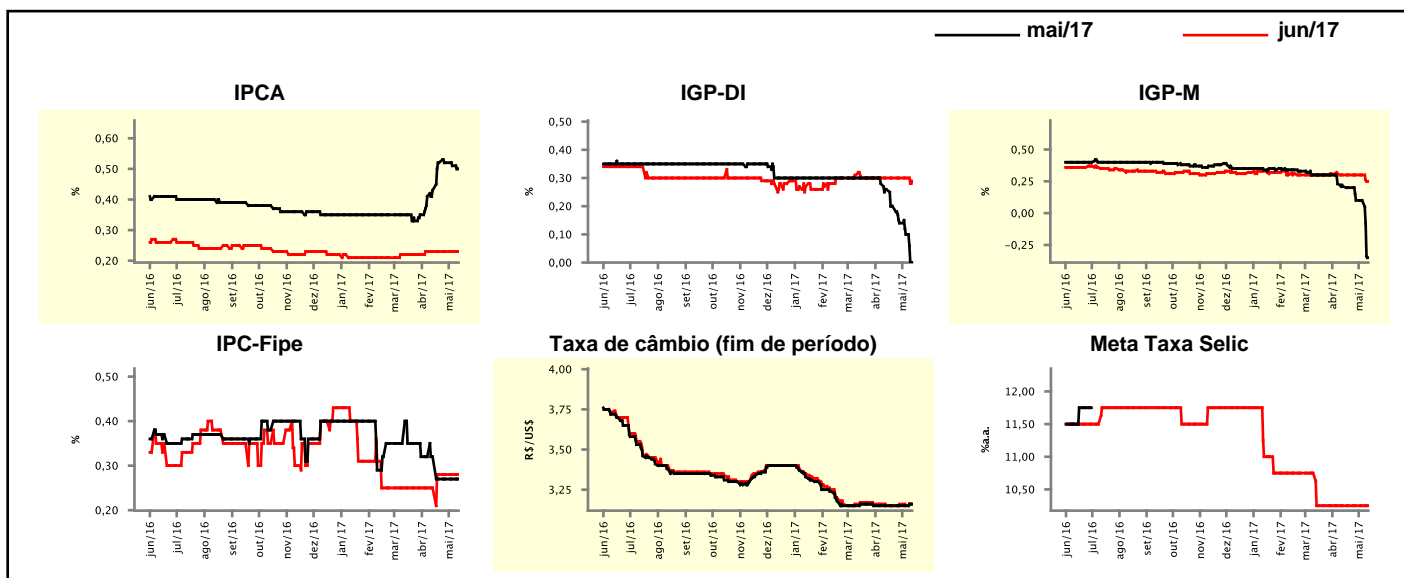 mai/17 jun/17
IPCA
0,60
0,50
0,40
0,30
0,20
%
jun/16 jul/16 ago/16 set/16 out/16 nov/16 dez/16 jan/17 fev/17 mar/17 abr/17 mai/17
IGP-DI
0,50
0,40
0,30
0,20
0,10
0,00
%
jun/16 jul/16 ago/16 set/16 out/16 nov/16 dez/16 jan/17 fev/17 mar/17 abr/17 mai/17
IGP-M
0,50
0,25
0,00
−0,25
%
jun/16 jul/16 ago/16 set/16 out/16 nov/16 dez/16 jan/17 fev/17 mar/17 abr/17 mai/17
IPC-Fipe
0,50
0,40
0,30
0,20
%
jun/16 jul/16 ago/16 set/16 out/16 nov/16 dez/16 jan/17 fev/17 mar/17 abr/17 mai/17
Taxa de câmbio (fim de período)
4,00
3,75
3,50
3,25
R$/US$
jun/16 jul/16 ago/16 set/16 out/16 nov/16 dez/16 jan/17 fev/17 mar/17 abr/17 mai/17
Meta Taxa Selic
12,00
11,50
11,00
10,50
%a.a.
jun/16 jul/16 ago/16 set/16 out/16 nov/16 dez/16 jan/17 fev/17 mar/17 abr/17 mai/17